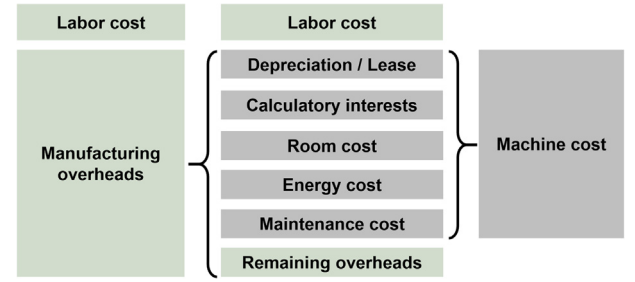 Labor cost
Labor cost
Manufacturing
overheads
Depreciation / Lease
Calculatory interests
Room cost
Energy cost
Maintenance cost
Remaining overheads
Machine cost